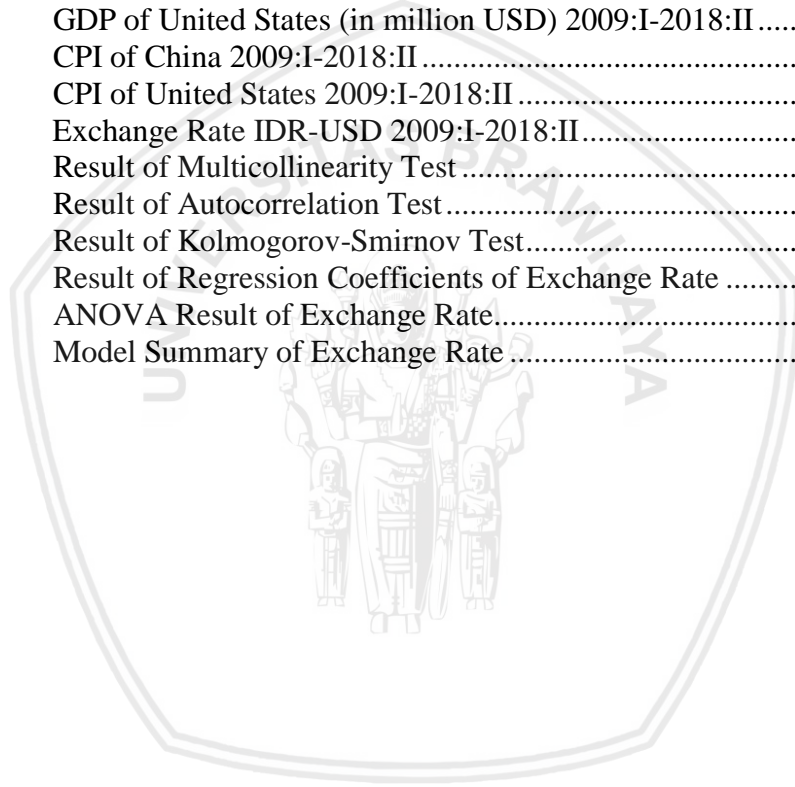 GDP of United States (in million USD) 2009:I-2018:II.....
CPI of China 2009:I-2018:II.............................................
CPI of United States 2009:I-2018:II..................................
Exchange Rate IDR-USD 2009:I-2018:II..........................
Result of Multicollinearity Test.........................................
Result of Autocorrelation Test...........................................
Result of Kolmogorov-Smirnov Test.................................
Result of Regression Coefficients of Exchange Rate .........
ANOVA Result of Exchange Rate.....................................
Model Summary of Exchange Rate...................................
UNIVERSITAS BRAWIJAYA